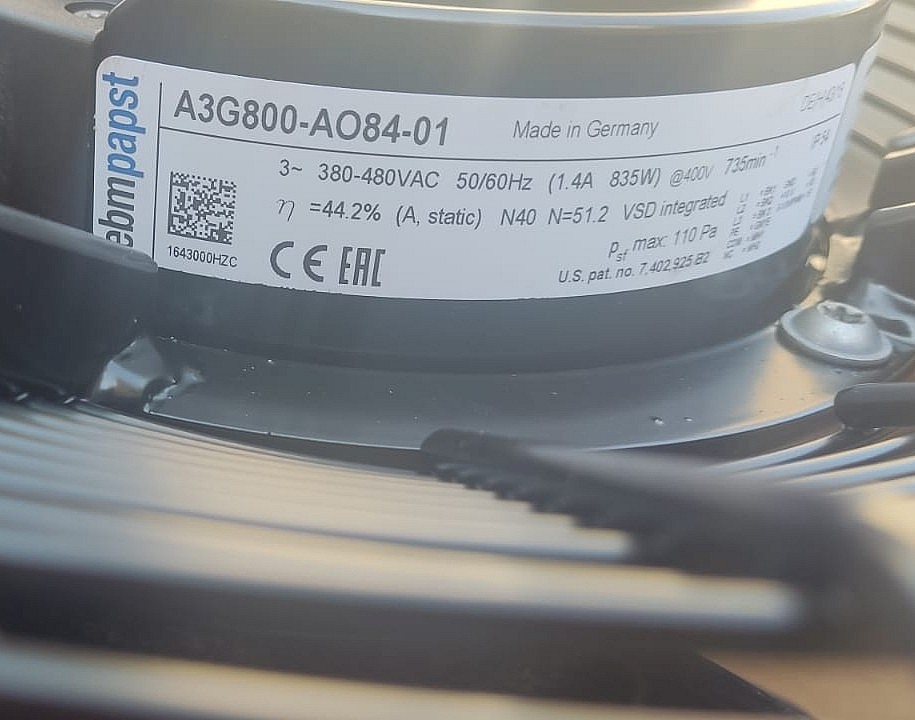 ebmpapst
A3G800-AO84-01
Made in Germany
3~ 380-480VAC 50/60Hz (1.4A 835W) @400V 735min⁻¹
IP54
η =44.2% (A, static) N40 N=51.2 VSD integrated
psf max: 110 Pa
U.S. pat. no. 7.402.925.B2
1643000HZC
CE EAC